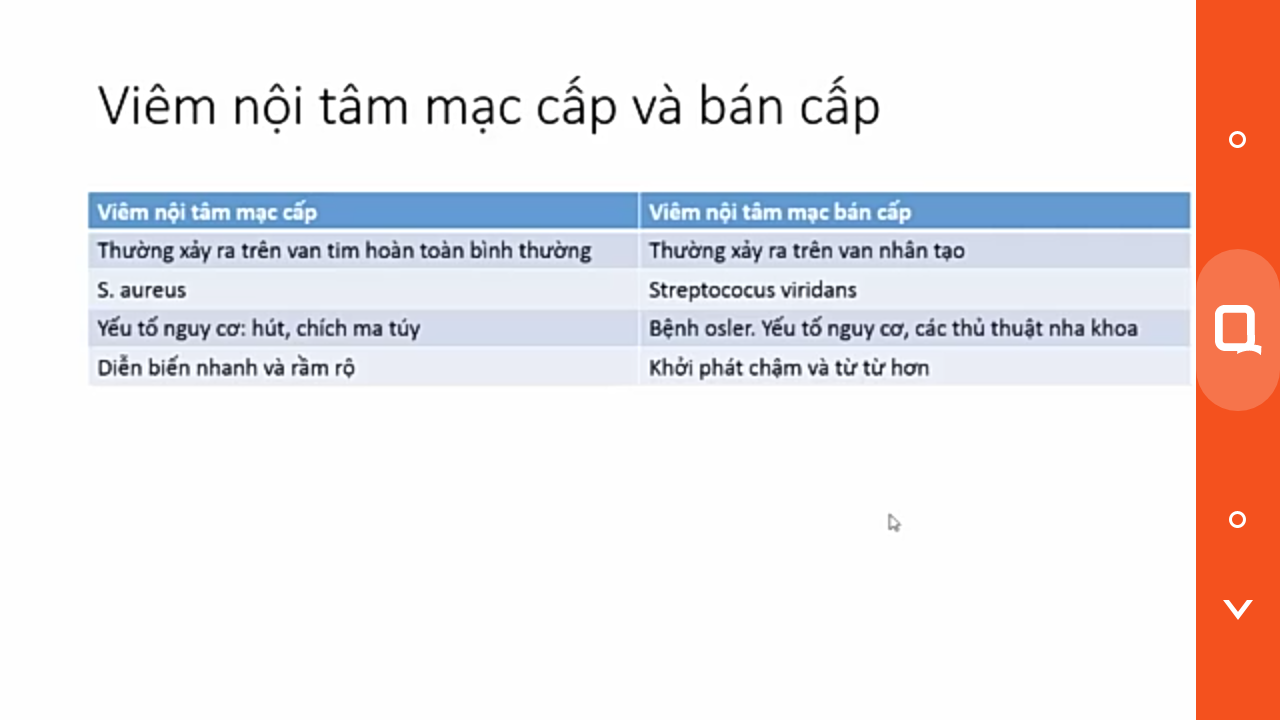 Viêm nội tâm mạc cấp và bán cấp
Viêm nội tâm mạc cấp
Viêm nội tâm mạc bán cấp
Thường xảy ra trên van tim hoàn toàn bình thường
Thường xảy ra trên van nhân tạo
S. aureus
Streptococus viridans
Yếu tố nguy cơ: hút, chích ma túy
Bệnh osler. Yếu tố nguy cơ, các thủ thuật nha khoa
Diễn biến nhanh và rầm rộ
Khởi phát chậm và từ từ hơn